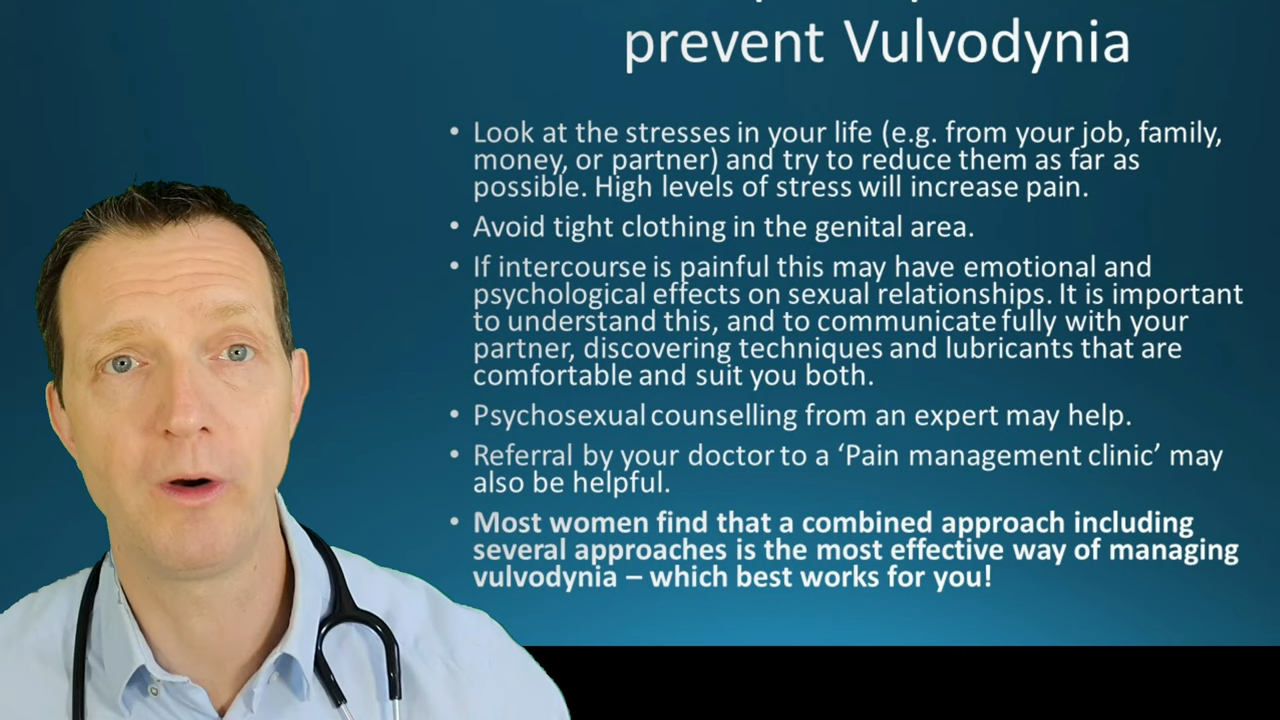 prevent Vulvodynia
• Look at the stresses in your life (e.g. from your job, family,
money, or partner) and try to reduce them as far as
possible. High levels of stress will increase pain.
• Avoid tight clothing in the genital area.
• If intercourse is painful this may have emotional and
psychological effects on sexual relationships. It is important
to understand this, and to communicate fully with your
partner, discovering techniques and lubricants that are
comfortable and suit you both.
• Psychosexual counselling from an expert may help.
• Referral by your doctor to a ‘Pain management clinic’ may
also be helpful.
• Most women find that a combined approach including
several approaches is the most effective way of managing
vulvodynia – which best works for you!